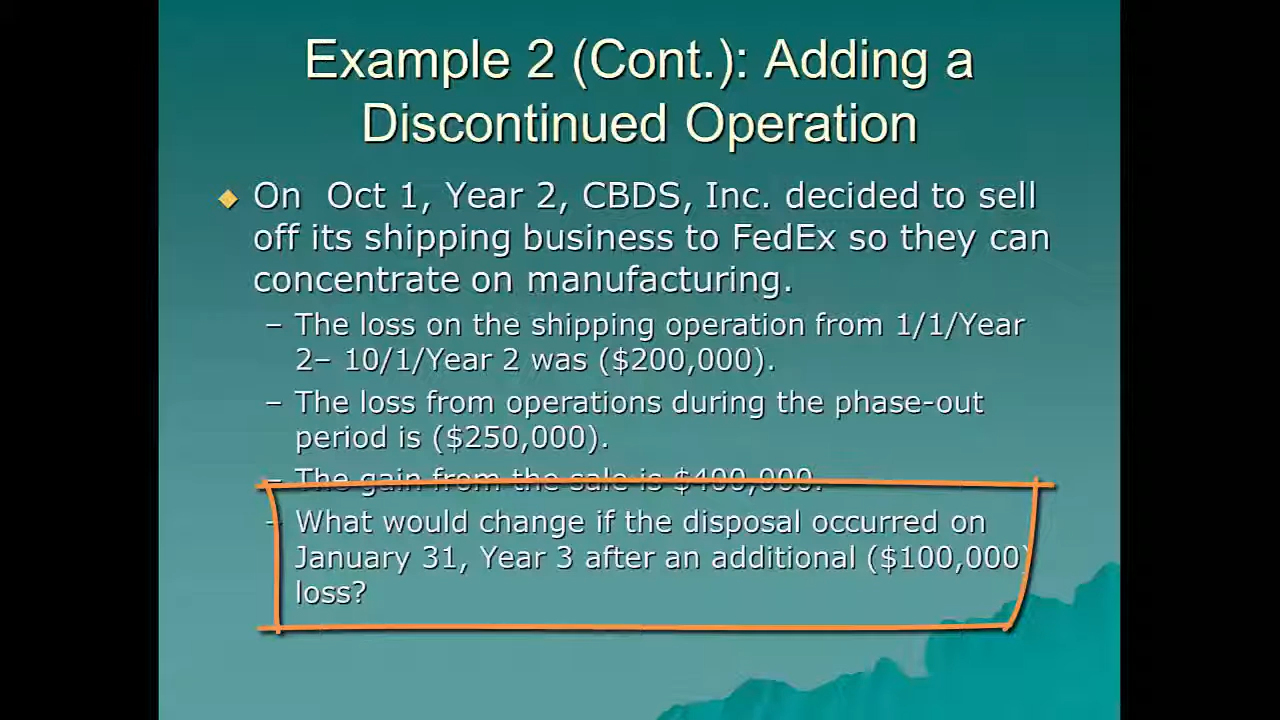 Example 2 (Cont.): Adding a
Discontinued Operation
On Oct 1, Year 2, CBDS, Inc. decided to sell
off its shipping business to FedEx so they can
concentrate on manufacturing.
– The loss on the shipping operation from 1/1/Year
2– 10/1/Year 2 was ($200,000).
– The loss from operations during the phase-out
period is ($250,000).
– The gain from the sale is $400,000.
– What would change if the disposal occurred on
January 31, Year 3 after an additional ($100,000)
loss?